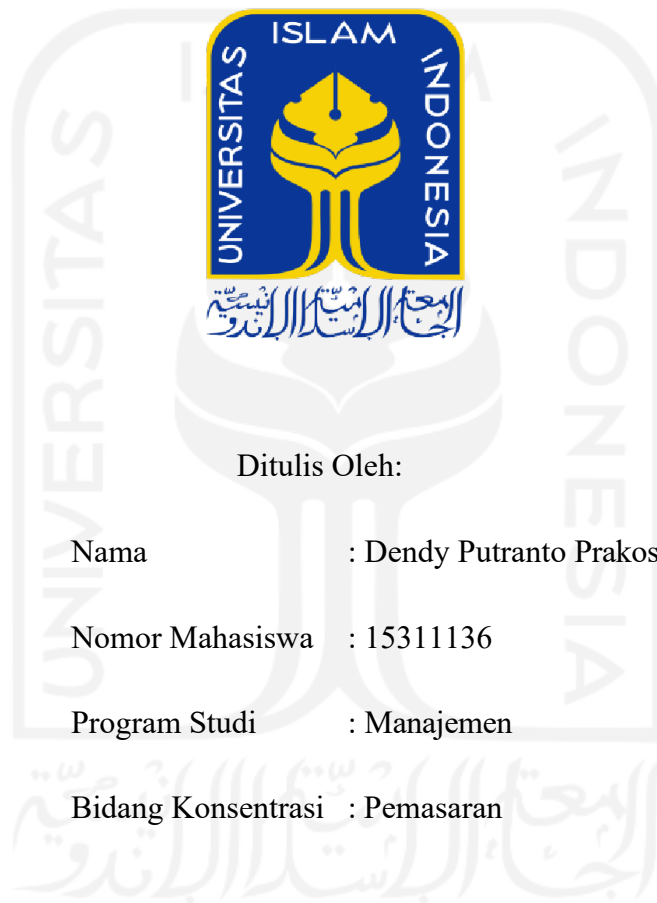 UNIVERSITAS ISLAM INDONESIA
الجامعة الإسلامية الإندونيسية
Ditulis Oleh:
Nama : Dendy Putranto Prakos
Nomor Mahasiswa : 15311136
Program Studi : Manajemen
Bidang Konsentrasi : Pemasaran